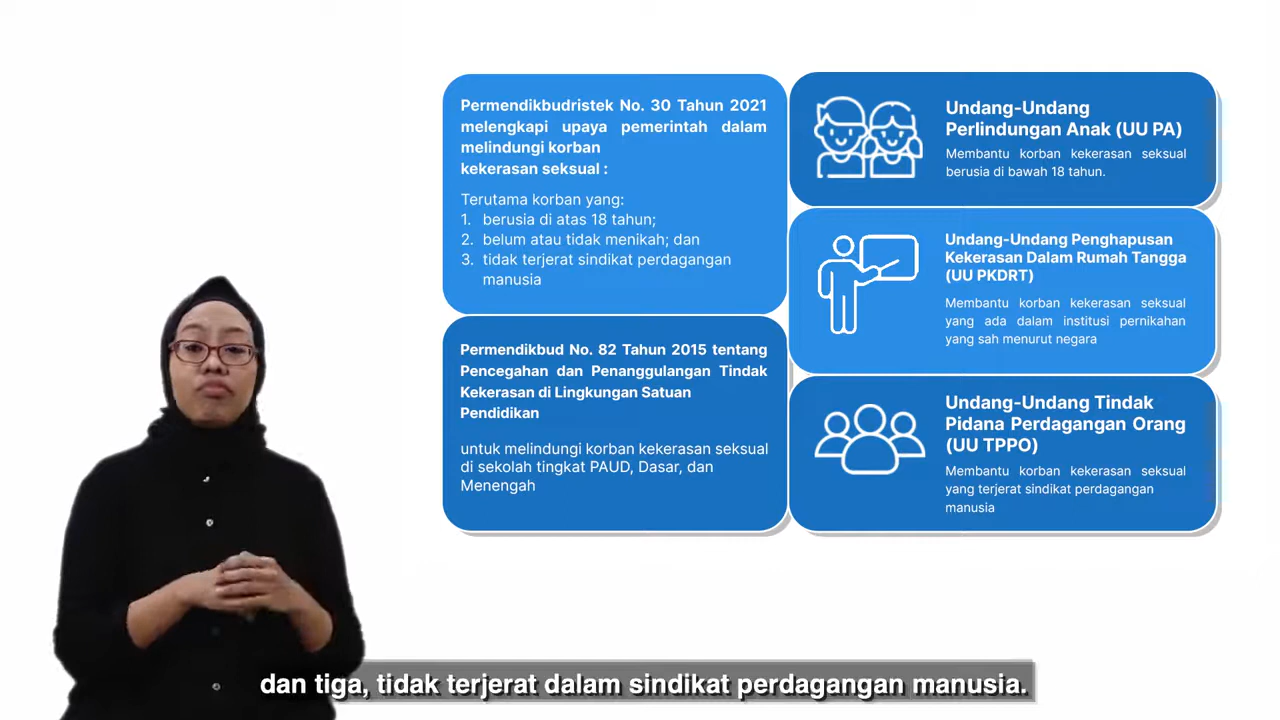 Permendikbudristek No. 30 Tahun 2021
melengkapi upaya pemerintah dalam
melindungi korban
kekerasan seksual :
Terutama korban yang:
1. berusia di atas 18 tahun;
2. belum atau tidak menikah; dan
3. tidak terjerat sindikat perdagangan
manusia
Permendikbud No. 82 Tahun 2015 tentang
Pencegahan dan Penanggulangan Tindak
Kekerasan di Lingkungan Satuan
Pendidikan
untuk melindungi korban kekerasan seksual
di sekolah tingkat PAUD, Dasar, dan
Menengah
Undang-Undang
Perlindungan Anak (UU PA)
Membantu korban kekerasan seksual
berusia di bawah 18 tahun.
Undang-Undang Penghapusan
Kekerasan Dalam Rumah Tangga
(UU PKDRT)
Membantu korban kekerasan seksual
yang ada dalam institusi pernikahan
yang sah menurut negara
Undang-Undang Tindak
Pidana Perdagangan Orang
(UU TPPO)
Membantu korban kekerasan seksual
yang terjerat sindikat perdagangan
manusia
dan tiga, tidak terjerat dalam sindikat perdagangan manusia.